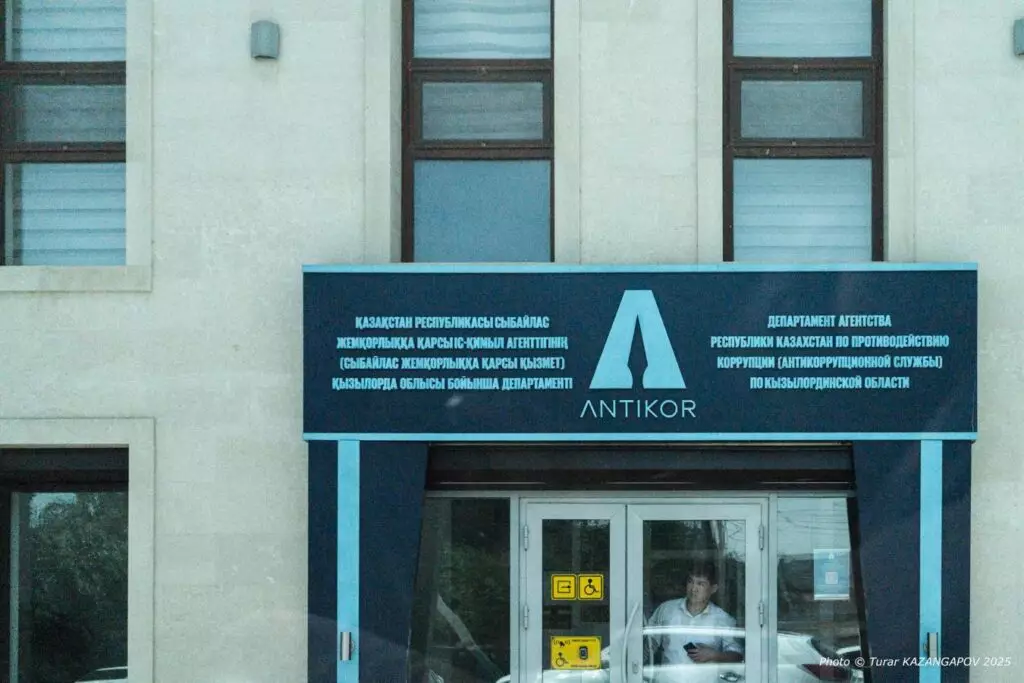 ҚАЗАҚСТАН РЕСПУБЛИКАСЫ СЫБАЙЛАС
ЖЕМҚОРЛЫҚҚА ҚАРСЫ ІС-ҚИМЫЛ АГЕНТТІГІНІҢ
(СЫБАЙЛАС ЖЕМҚОРЛЫҚҚА ҚАРСЫ ҚЫЗМЕТ)
ҚЫЗЫЛОРДА ОБЛЫСЫ БОЙЫНША ДЕПАРТАМЕНТІ
ANTIKOR
ДЕПАРТАМЕНТ АГЕНТСТВА
РЕСПУБЛИКИ КАЗАХСТАН ПО ПРОТИВОДЕЙСТВИЮ
КОРРУПЦИИ (АНТИКОРРУПЦИОННОЙ СЛУЖБЫ)
ПО КЫЗЫЛОРДИНСКОЙ ОБЛАСТИ
Photo © Turar KAZANGAPOV 2025